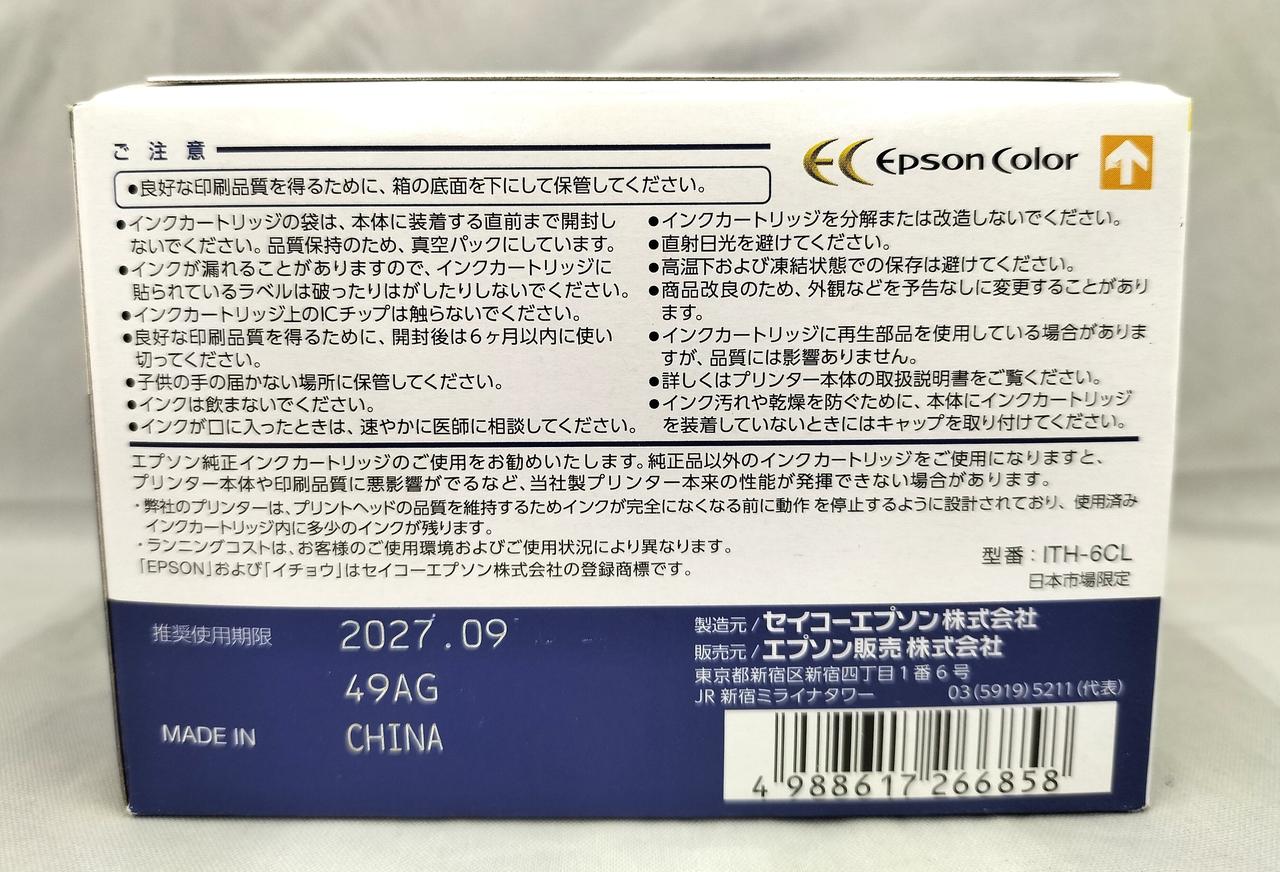 ご注意
EC Epson Color
●良好な印刷品質を得るために、箱の底面を下にして保管してください。
●インクカートリッジの袋は、本体に装着する直前まで開封し
ないでください。品質保持のため、真空パックにしています。
●インクが漏れることがありますので、インクカートリッジに
貼られているラベルは破ったりはがしたりしないでください。
●インクカートリッジ上のICチップは触らないでください。
●良好な印刷品質を得るために、開封後は6ヶ月以内に使い
切ってください。
●子供の手の届かない場所に保管してください。
●インクは飲まないでください。
●インクが口に入ったときは、速やかに医師に相談してください。
●インクカートリッジを分解または改造しないでください。
●直射日光を避けてください。
●高温下および凍結状態での保存は避けてください。
●商品改良のため、外観などを予告なしに変更することがあり
ます。
●インクカートリッジに再生部品を使用している場合がありま
すが、品質には影響ありません。
●詳しくはプリンター本体の取扱説明書をご覧ください。
●インク汚れや乾燥を防ぐために、本体にインクカートリッジ
を装着していないときにはキャップを取り付けてください。
エプソン純正インクカートリッジのご使用をお勧めいたします。純正品以外のインクカートリッジをご使用になりますと、
プリンター本体や印刷品質に悪影響がでるなど、当社製プリンター本来の性能が発揮できない場合があります。
・弊社のプリンターは、プリントヘッドの品質を維持するためインクが完全になくなる前に動作を停止するように設計されており、使用済み
インクカートリッジ内に多少のインクが残ります。
・ランニングコストは、お客様のご使用環境およびご使用状況により異なります。
「EPSON」および「イチョウ」はセイコーエプソン株式会社の登録商標です。
型番:ITH-6CL
日本市場限定
推奨使用期限 2027.09
49AG
MADE IN CHINA
製造元/セイコーエプソン株式会社
販売元/エプソン販売株式会社
東京都新宿区新宿四丁目1番6号
JR新宿ミライナタワー 03(5919)5211(代表)
4 988617 266858